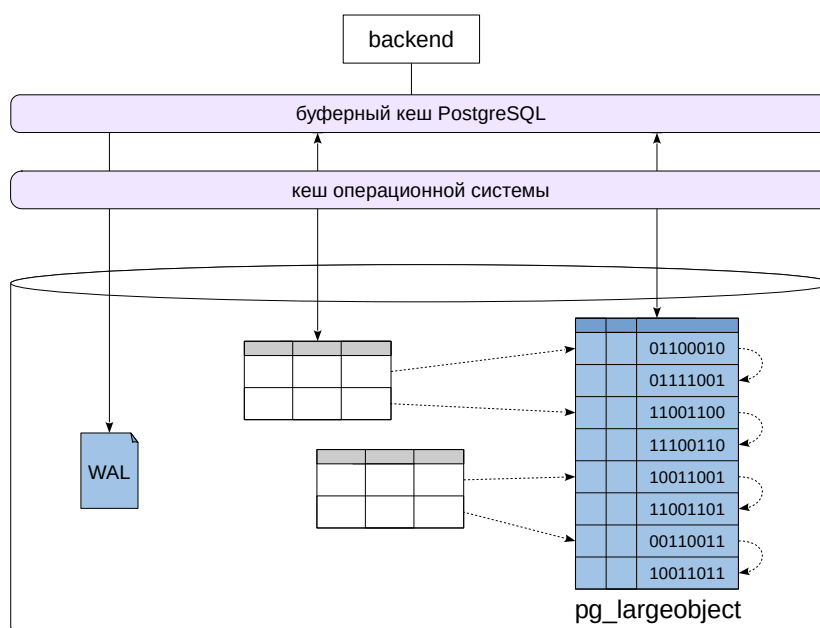 backend
буферный кеш PostgreSQL
кеш операционной системы
01100010
01111001
11001100
11100110
WAL
10011001
11001101
00110011
10011011
pg_largeobject